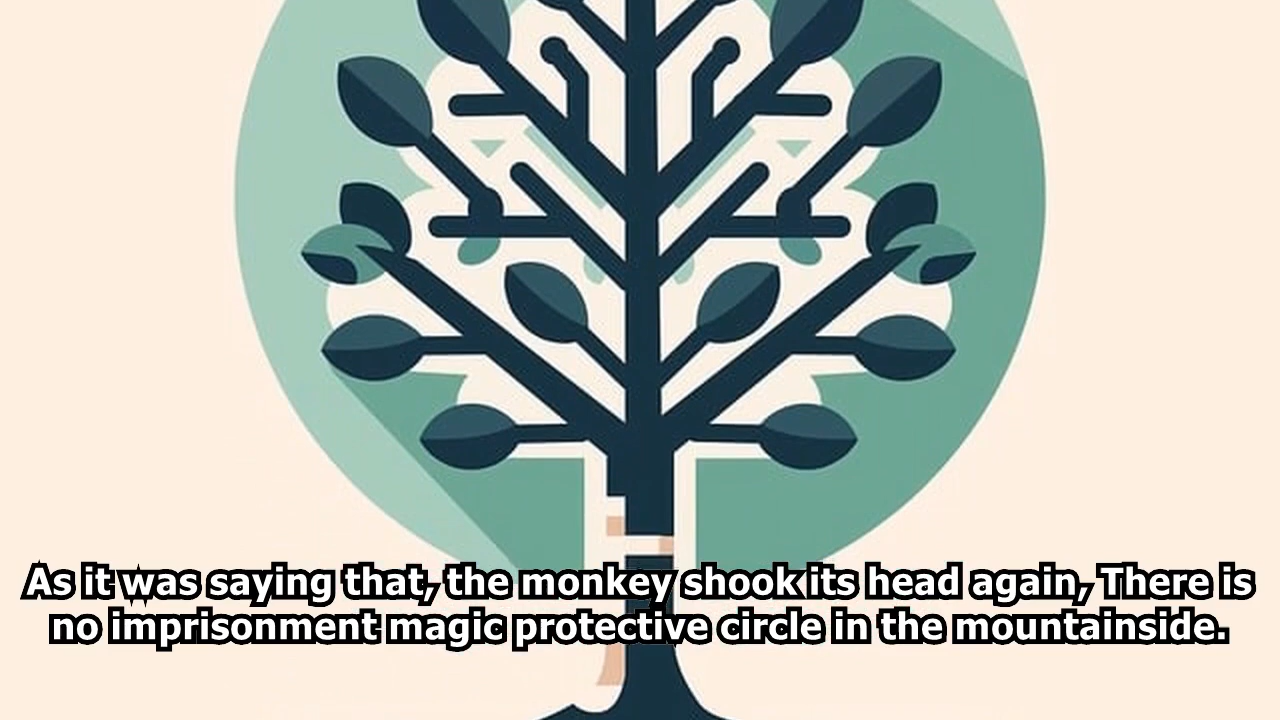 As it was saying that, the monkey shook its head again, There is
no imprisonment magic protective circle in the mountainside.